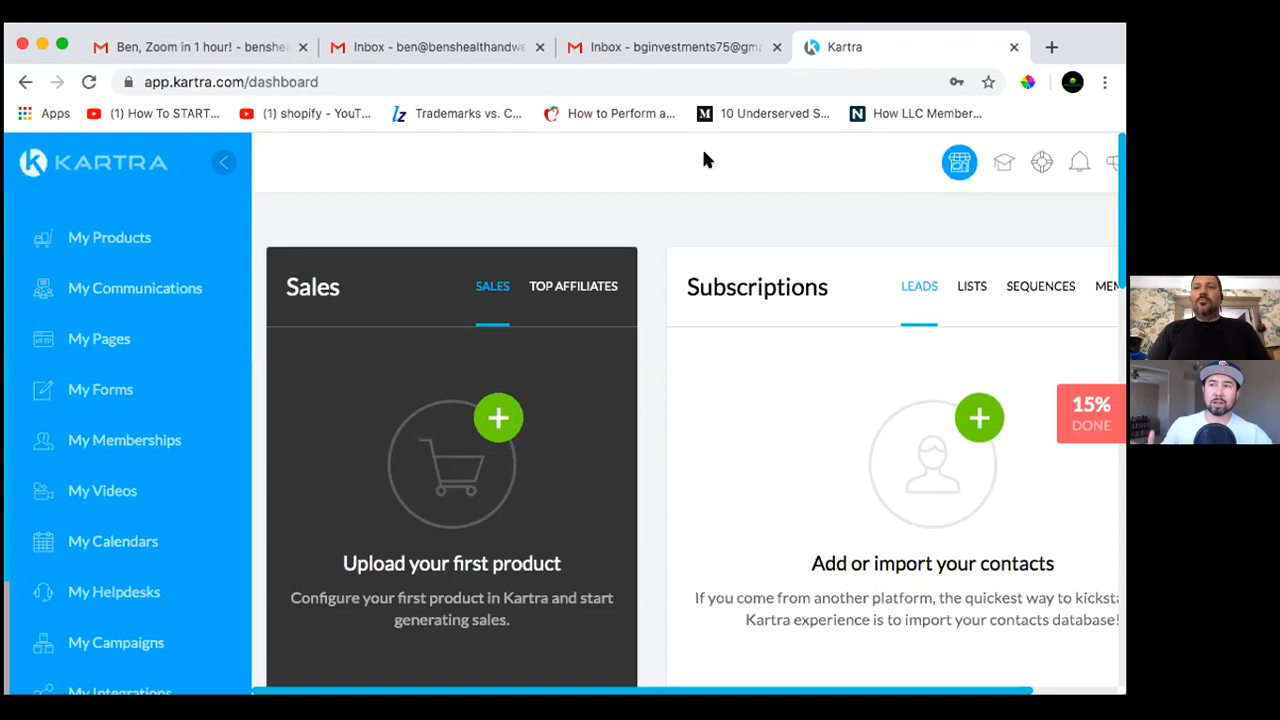 Ben, Zoom in 1 hour! - benshe
Inbox - ben@benshealthandwe
Inbox - bginvestments75@gma
Kartra
app.kartra.com/dashboard
Apps
(1) How To START...
(1) shopify - YouT...
Trademarks vs. C...
How to Perform a...
10 Underserved S...
How LLC Member...
KARTRA
My Products
My Communications
My Pages
My Forms
My Memberships
My Videos
My Calendars
My Helpdesks
My Campaigns
My Integrations
Sales
SALES
TOP AFFILIATES
Upload your first product
Configure your first product in Kartra and start
generating sales.
Subscriptions
LEADS
LISTS
SEQUENCES
MEM
Add or import your contacts
If you come from another platform, the quickest way to kicksta
Kartra experience is to import your contacts database!
15%
DONE